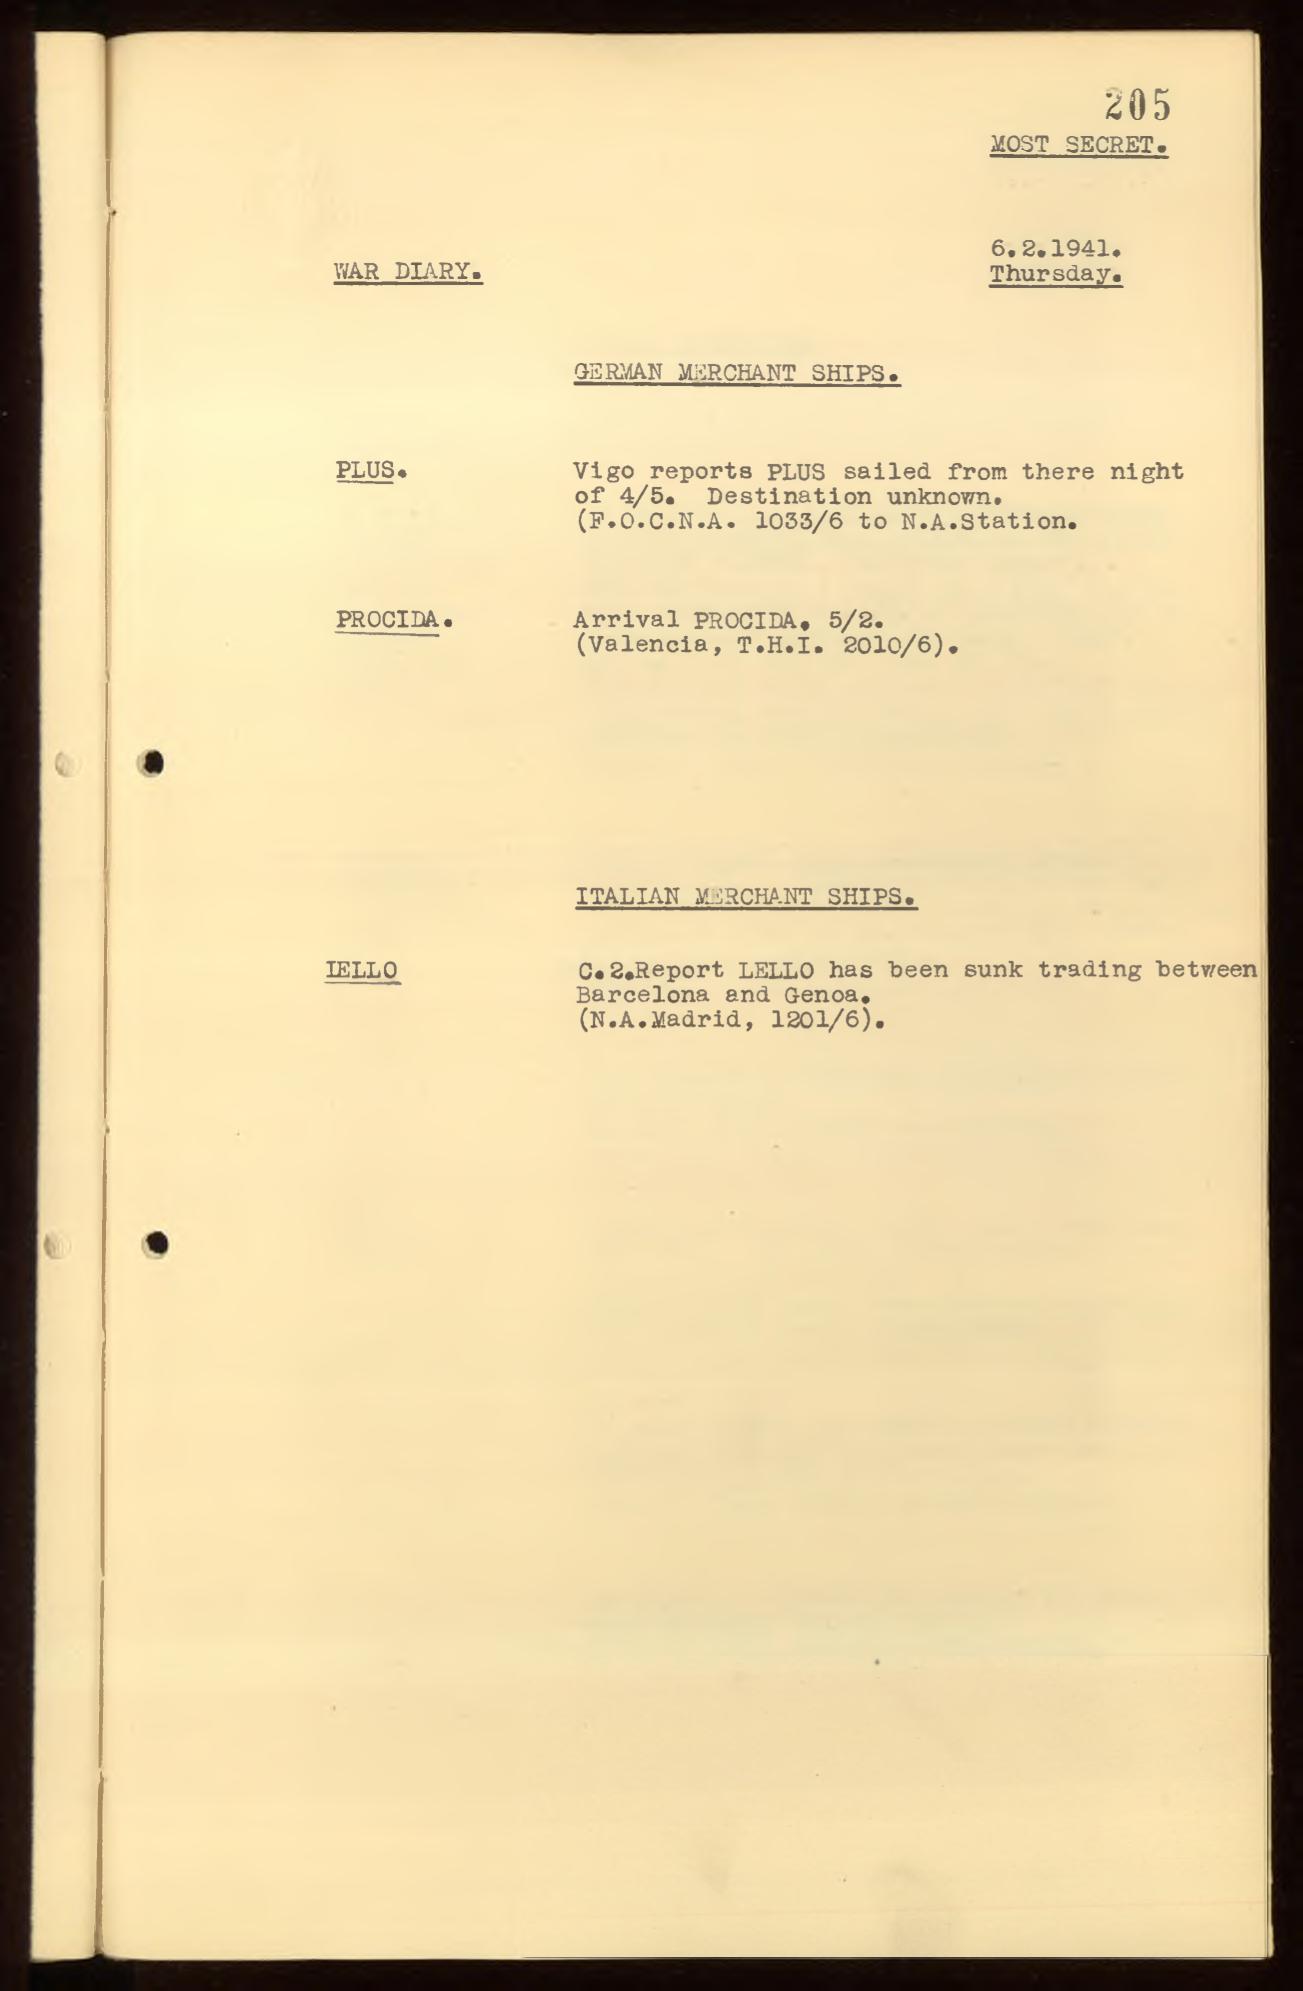 205
MOST SECRET.
6.2.1941.
WAR DIARY.
Thursday.
GERMAN MERCHANT SHIPS.
PLUS. Vigo reports PLUS sailed from there night
of 4/5. Destination unknown.
(F.O.C.N.A. 1033/6 to N.A.Station.
PROCIDA. Arrival PROCIDA. 5/2.
(Valencia, T.H.I. 2010/6).
ITALIAN MERCHANT SHIPS.
IELLO C.2.Report LELLO has been sunk trading between
Barcelona and Genoa.
(N.A.Madrid, 1201/6).